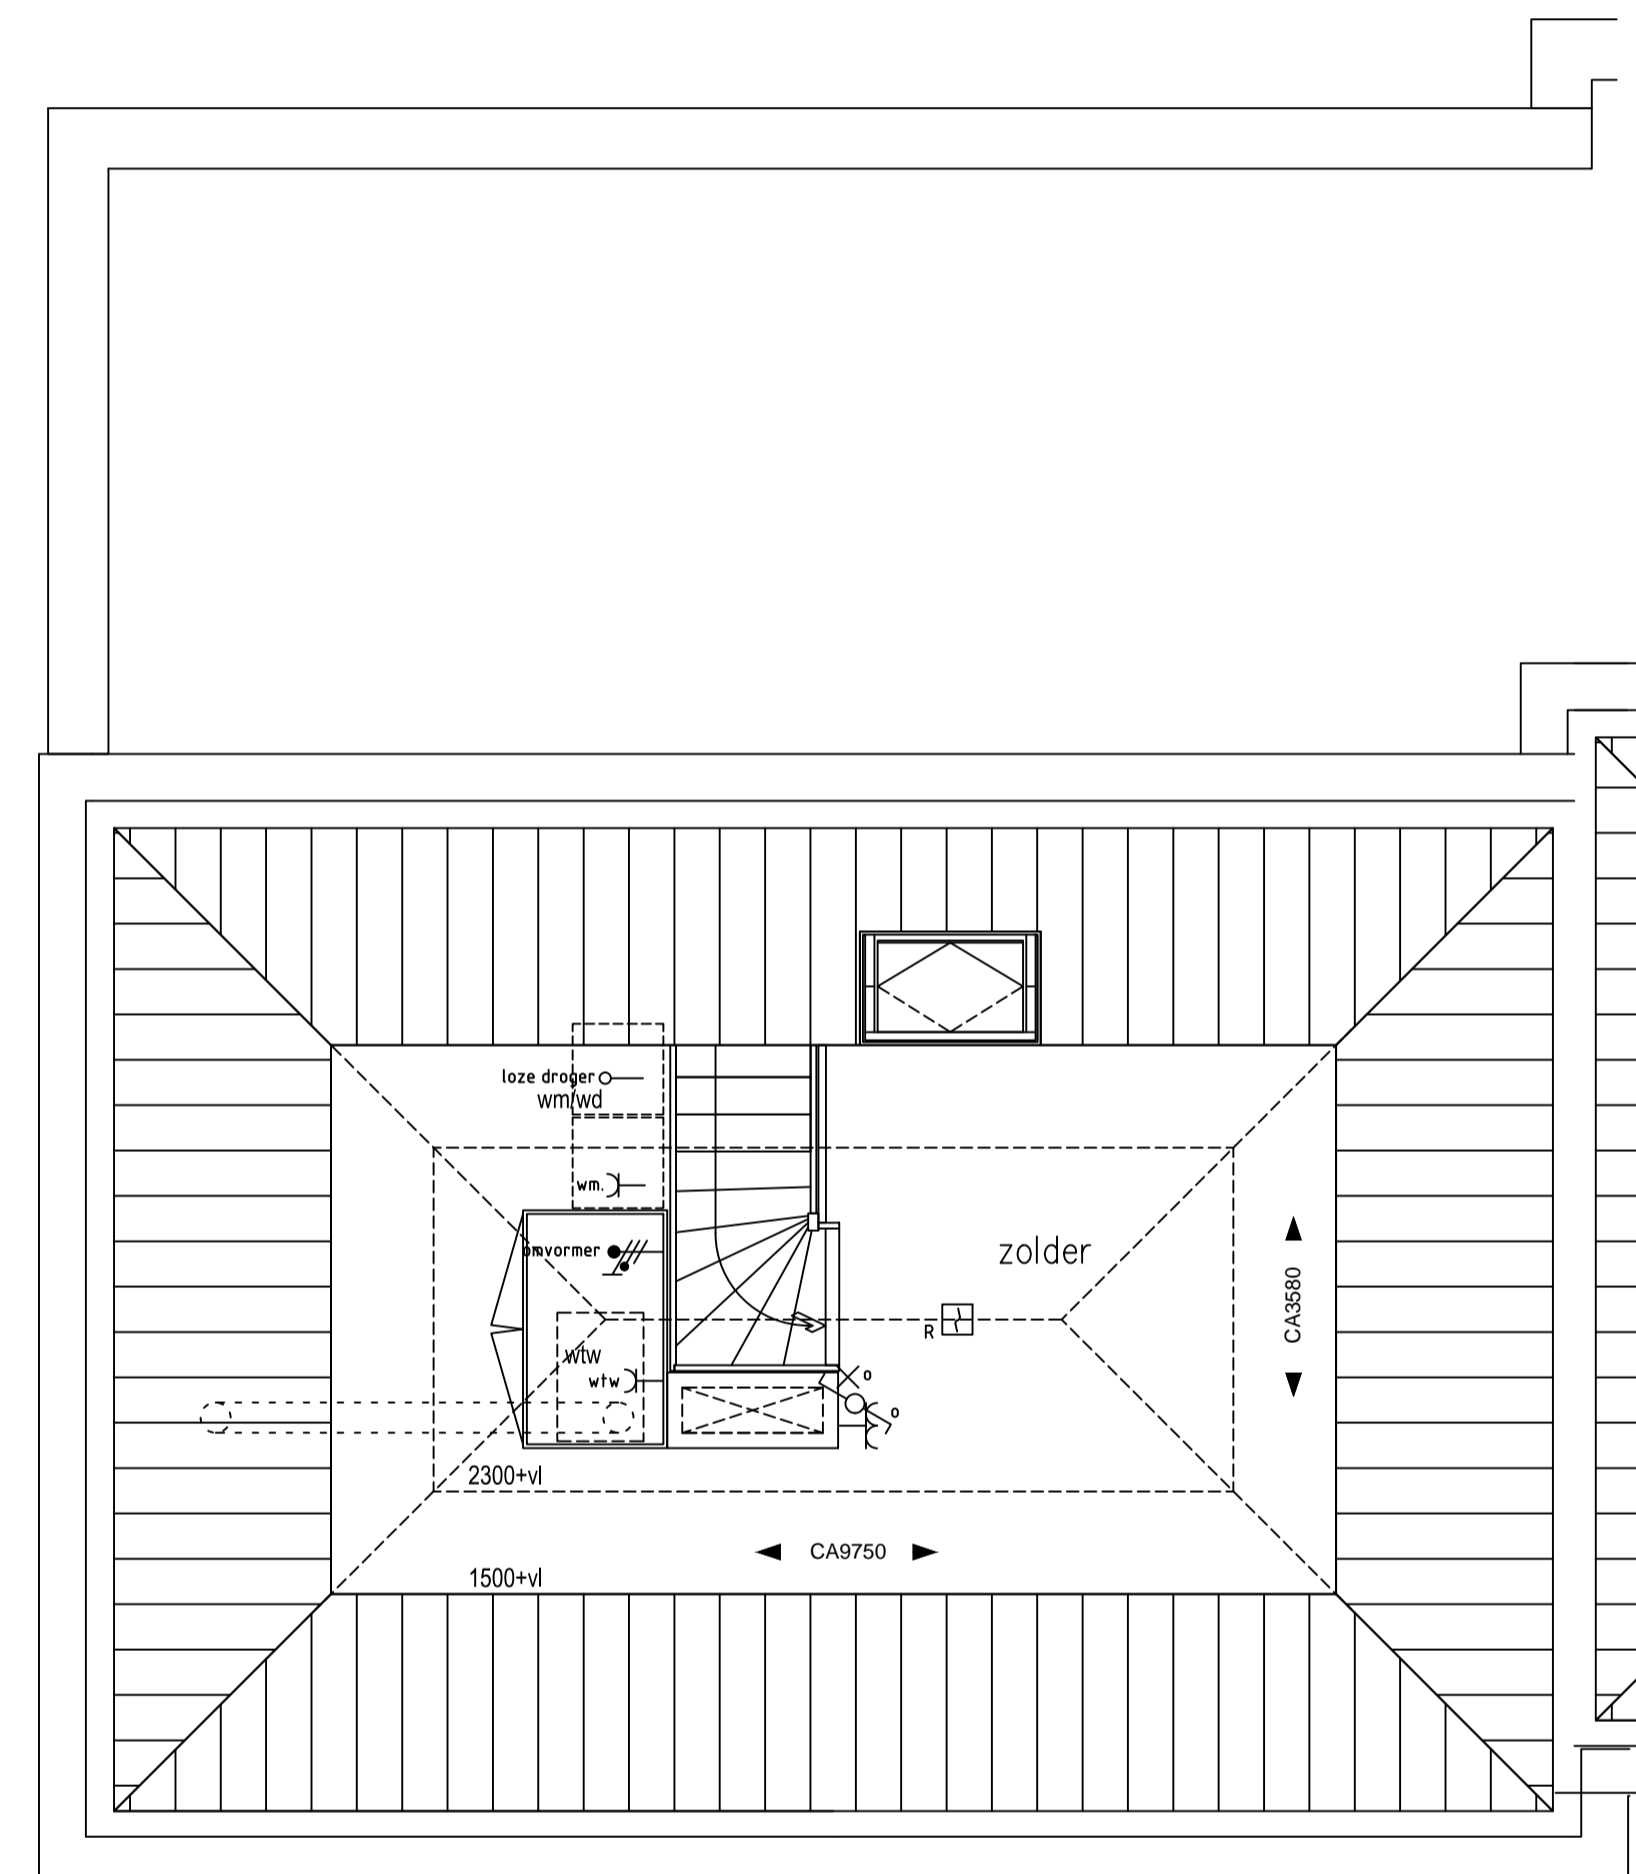 loze droger
wm/wd
wm.
omvormer
zolder
CA3580
R
wtw
wtw
o
o
2300+vl
CA9750
1500+vl